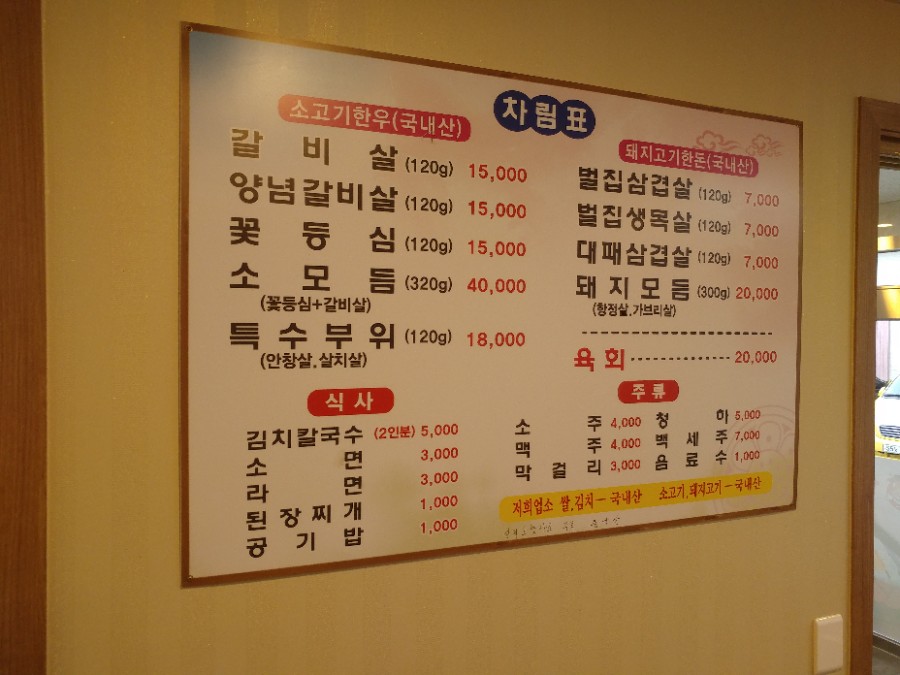 차림표
소고기한우(국내산)
갈비살 (120g) 15,000
양념갈비살 (120g) 15,000
꽃등심 (120g) 15,000
소모듬 (320g) 40,000
(꽃등심+갈비살)
특수부위 (120g) 18,000
(안창살.살치살)
돼지고기한돈(국내산)
벌집삼겹살 (120g) 7,000
벌집생목살 (120g) 7,000
대패삼겹살 (120g) 7,000
돼지모듬 (300g) 20,000
(항정살.가브리살)
육회 20,000
식사
김치칼국수 (2인분) 5,000
소면 3,000
라면 3,000
된장찌개 1,000
공기밥 1,000
주류
소주 4,000 청하 5,000
맥주 4,000 백세주 7,000
막걸리 3,000 음료수 1,000
저희업소 쌀.김치-국내산 소고기.돼지고기-국내산